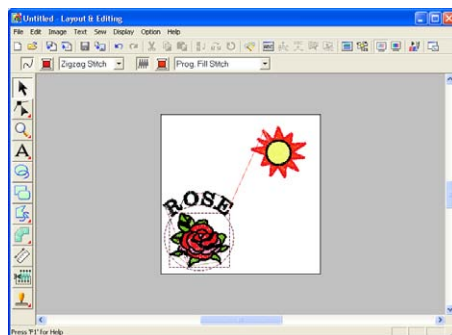 Untitled - Layout & Editing
File Edit Image Text Sew Display Option Help
Zigzag Stitch Prog. Fill Stitch
A
ROSE
Press 'F1' for Help